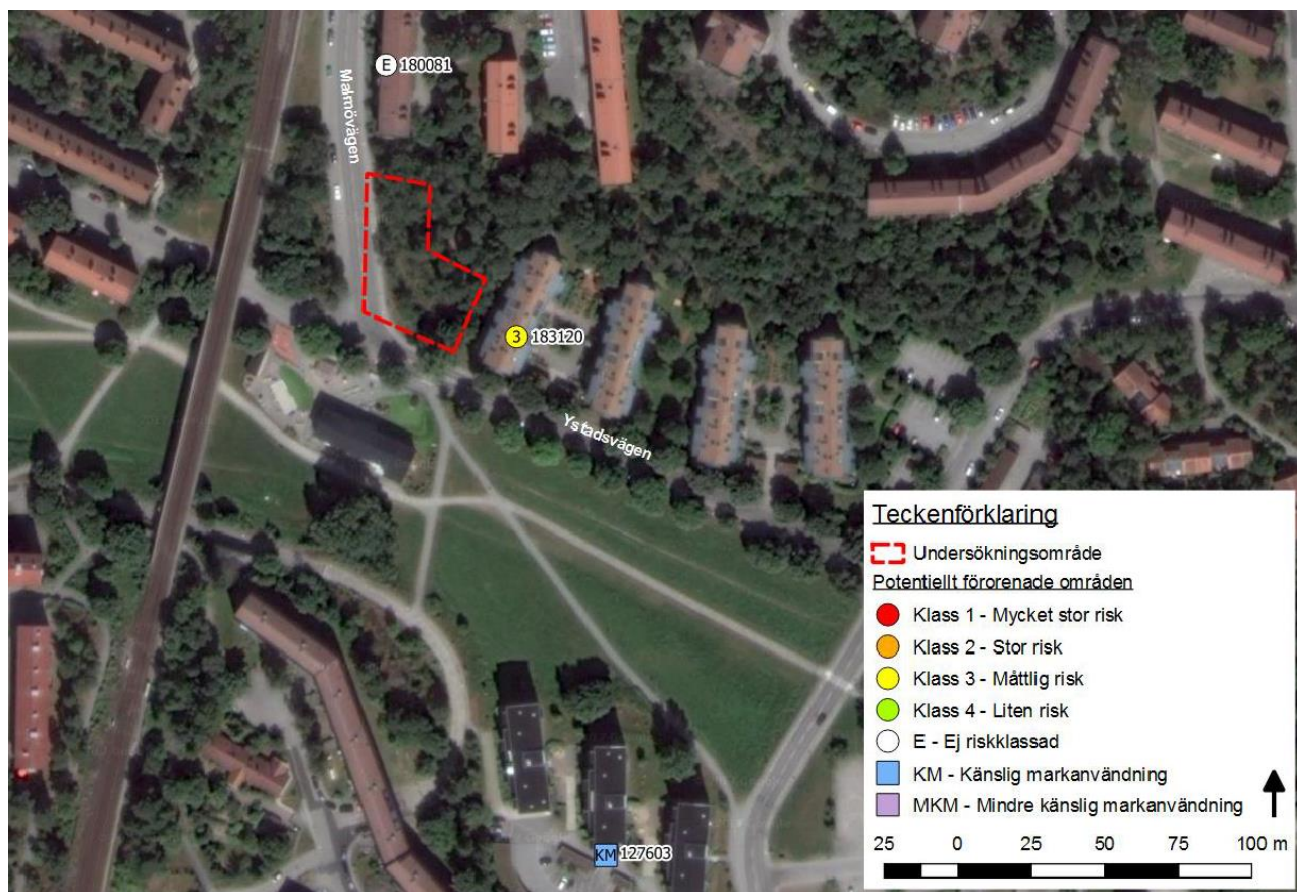 E 180081
Malmövägen
3 183120
Ystadsvägen
KM 127603
Teckenförklaring
Undersökningsområde
Potentiellt förorenade områden
Klass 1 - Mycket stor risk
Klass 2 - Stor risk
Klass 3 - Måttlig risk
Klass 4 - Liten risk
E - Ej riskklassad
KM - Känslig markanvändning
MKM - Mindre känslig markanvändning
25 0 25 50 75 100 m